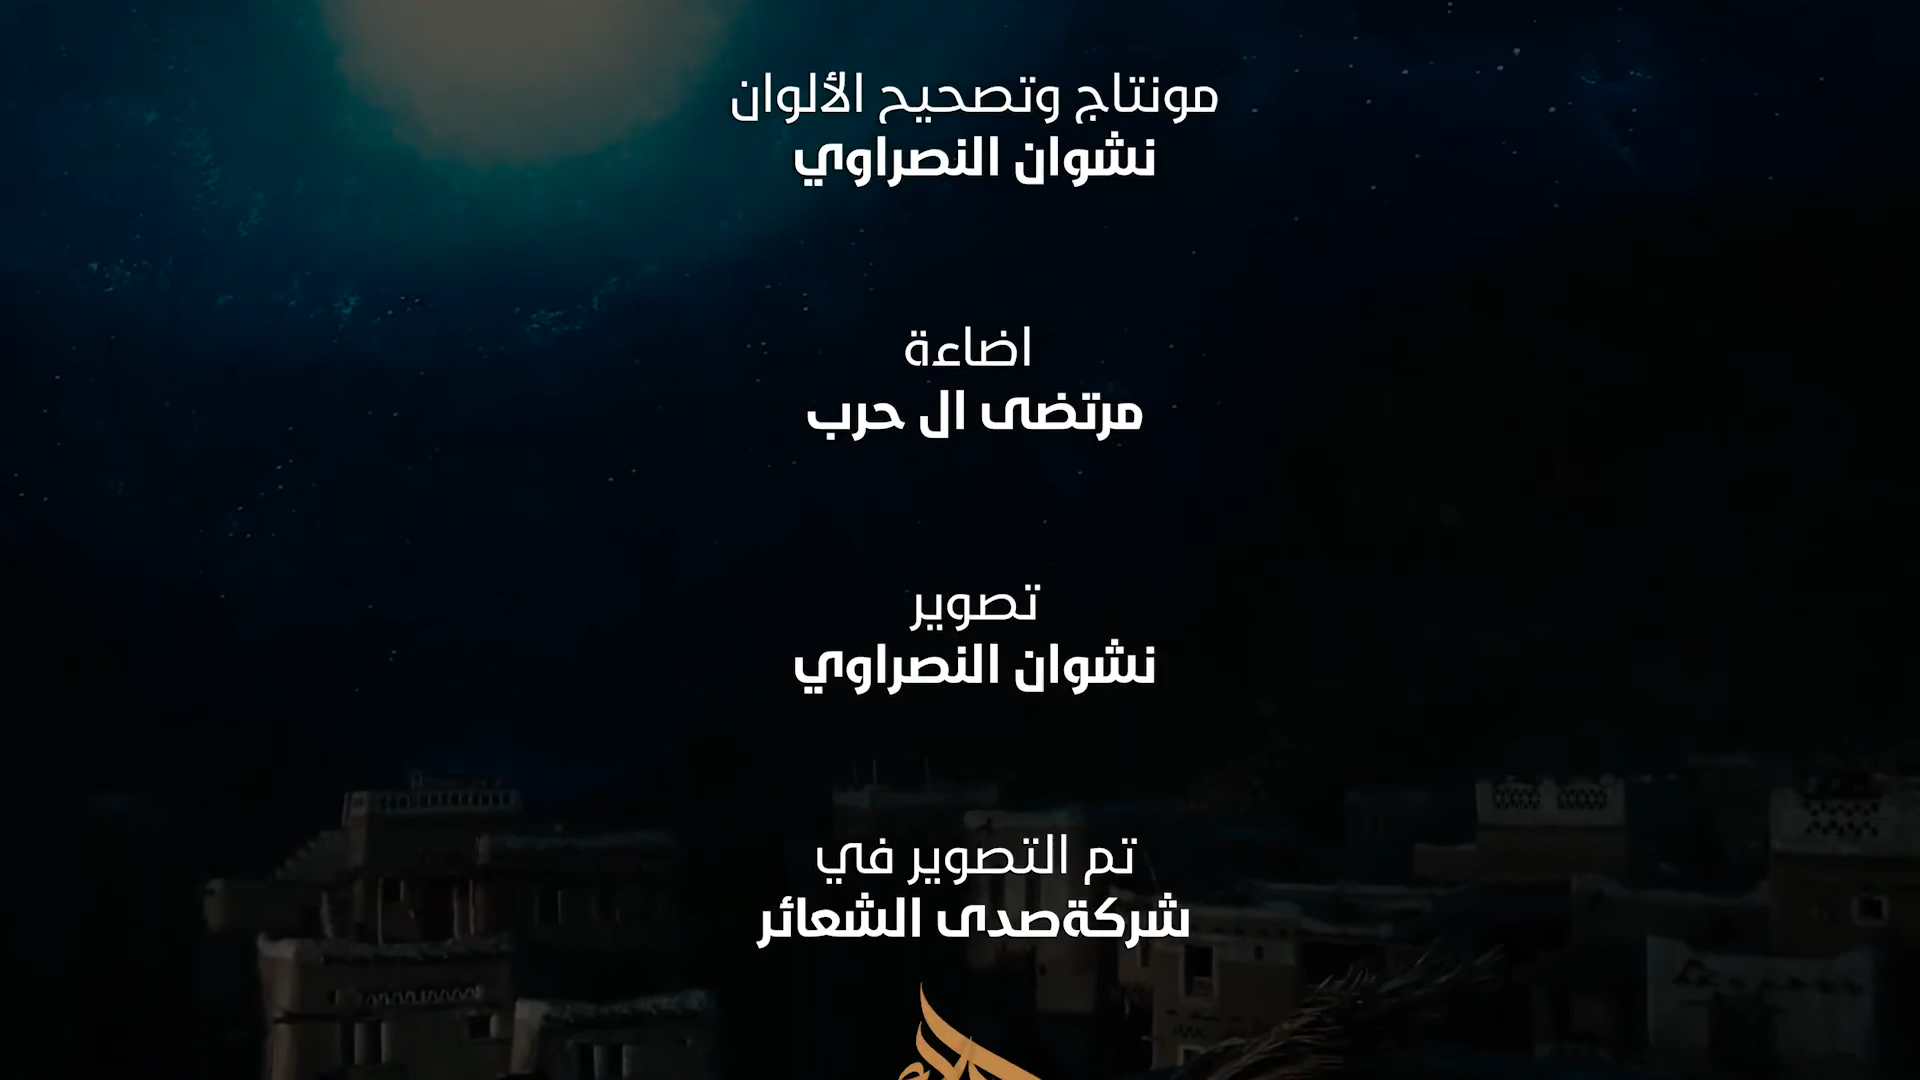 مونتاج وتصحيح الألوان
نشوان النصراوي
اضاءة
مرتضى ال حرب
تصوير
نشوان النصراوي
تم التصوير في
شركةصدى الشعائر